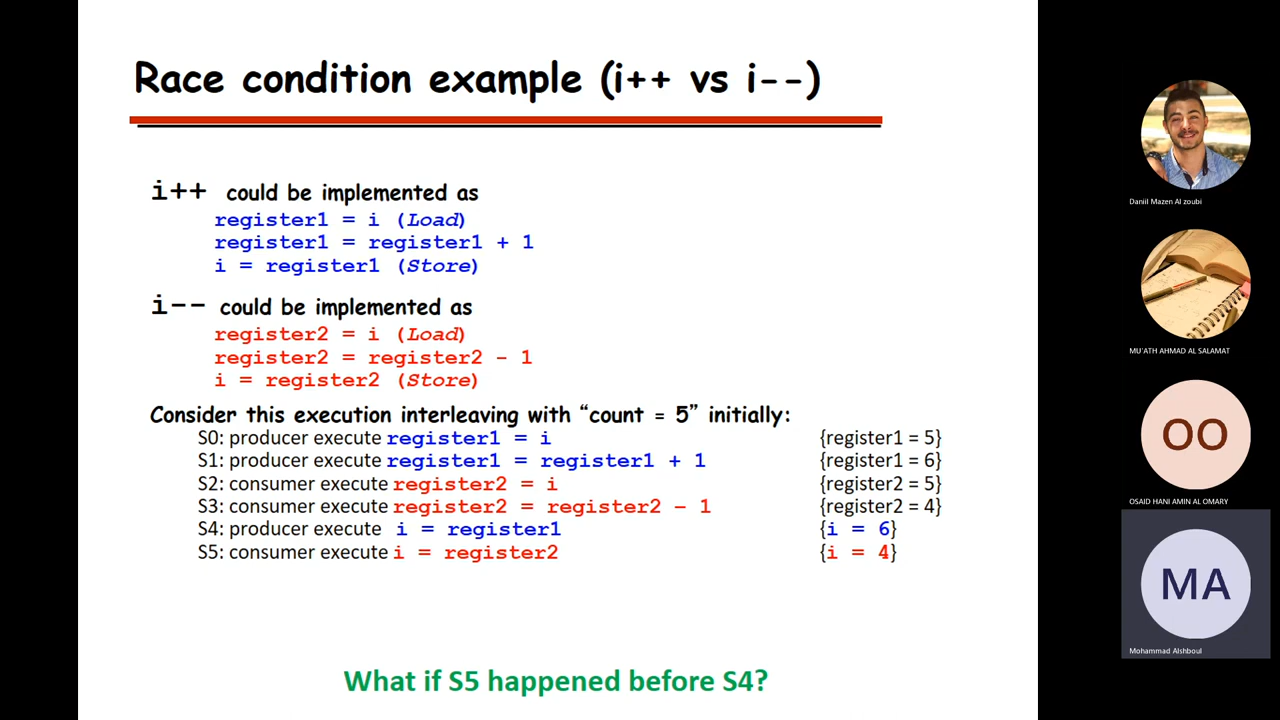 Race condition example (i++ vs i--)
i++ could be implemented as
register1 = i (Load)
register1 = register1 + 1
i = register1 (Store)
i-- could be implemented as
register2 = i (Load)
register2 = register2 - 1
i = register2 (Store)
Consider this execution interleaving with “count = 5” initially:
S0: producer execute register1 = i {register1 = 5}
S1: producer execute register1 = register1 + 1 {register1 = 6}
S2: consumer execute register2 = i {register2 = 5}
S3: consumer execute register2 = register2 - 1 {register2 = 4}
S4: producer execute i = register1 {i = 6}
S5: consumer execute i = register2 {i = 4}
What if S5 happened before S4?
Daniil Mazen Al zoubi
MU'ATH AHMAD AL SALAMAT
OO
OSAID HANI AMIN AL OMARY
MA
Mohammad Alshboul